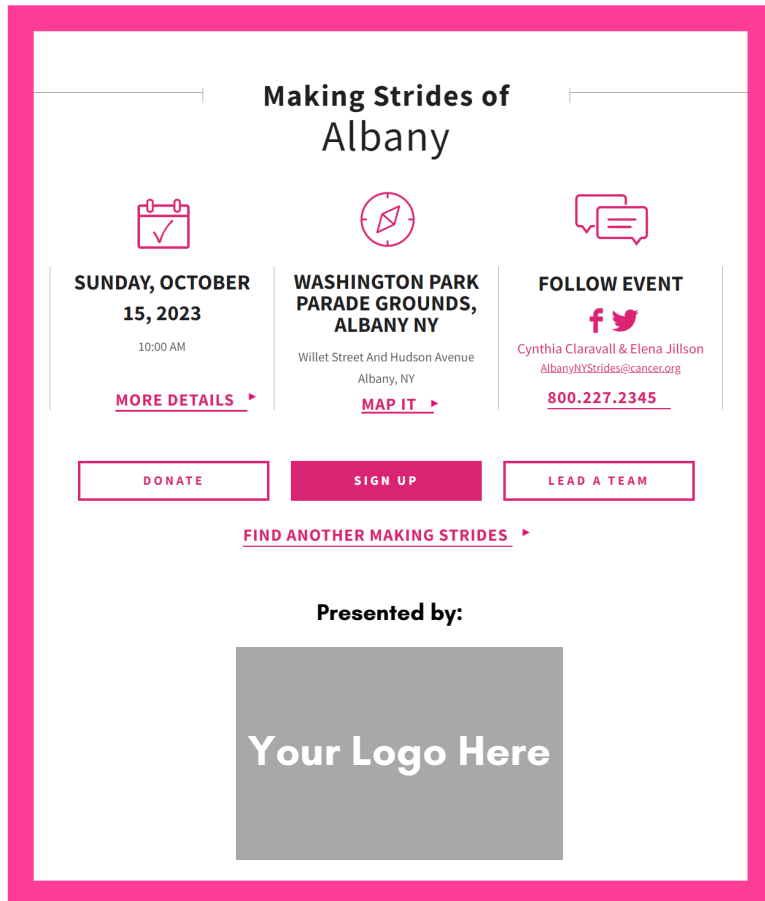 Making Strides of
Albany
SUNDAY, OCTOBER
15, 2023
10:00 AM
MORE DETAILS
WASHINGTON PARK
PARADE GROUNDS,
ALBANY NY
Willet Street And Hudson Avenue
Albany, NY
MAP IT
FOLLOW EVENT
Cynthia Claravall & Elena Jillson
AlbanyNYStrides@cancer.org
800.227.2345
DONATE
SIGN UP
LEAD A TEAM
FIND ANOTHER MAKING STRIDES
Presented by:
Your Logo Here